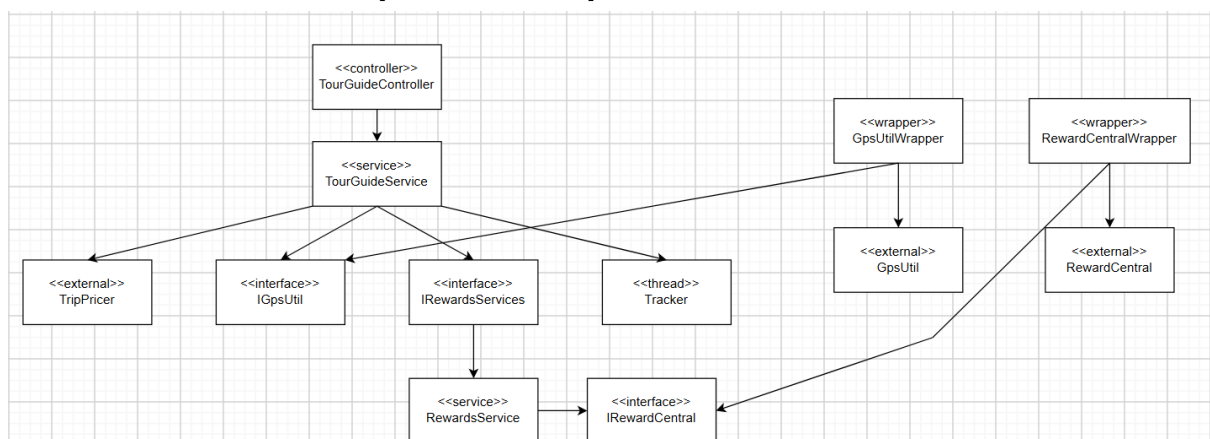 <<controller>>
TourGuideController
<<wrapper>>
GpsUtilWrapper
<<wrapper>>
RewardCentralWrapper
<<service>>
TourGuideService
<<external>>
GpsUtil
<<external>>
RewardCentral
<<external>>
TripPricer
<<interface>>
IGpsUtil
<<interface>>
IRewardsServices
<<thread>>
Tracker
<<service>>
RewardsService
<<interface>>
IRewardCentral